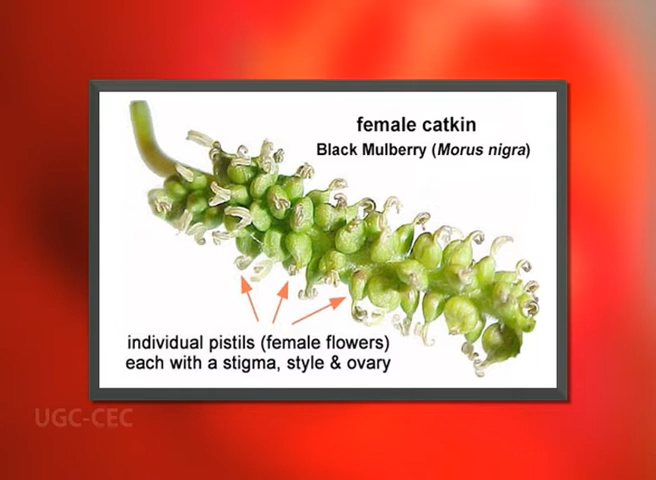 female catkin
Black Mulberry (Morus nigra)
individual pistils (female flowers)
each with a stigma, style & ovary
UGC-CEC